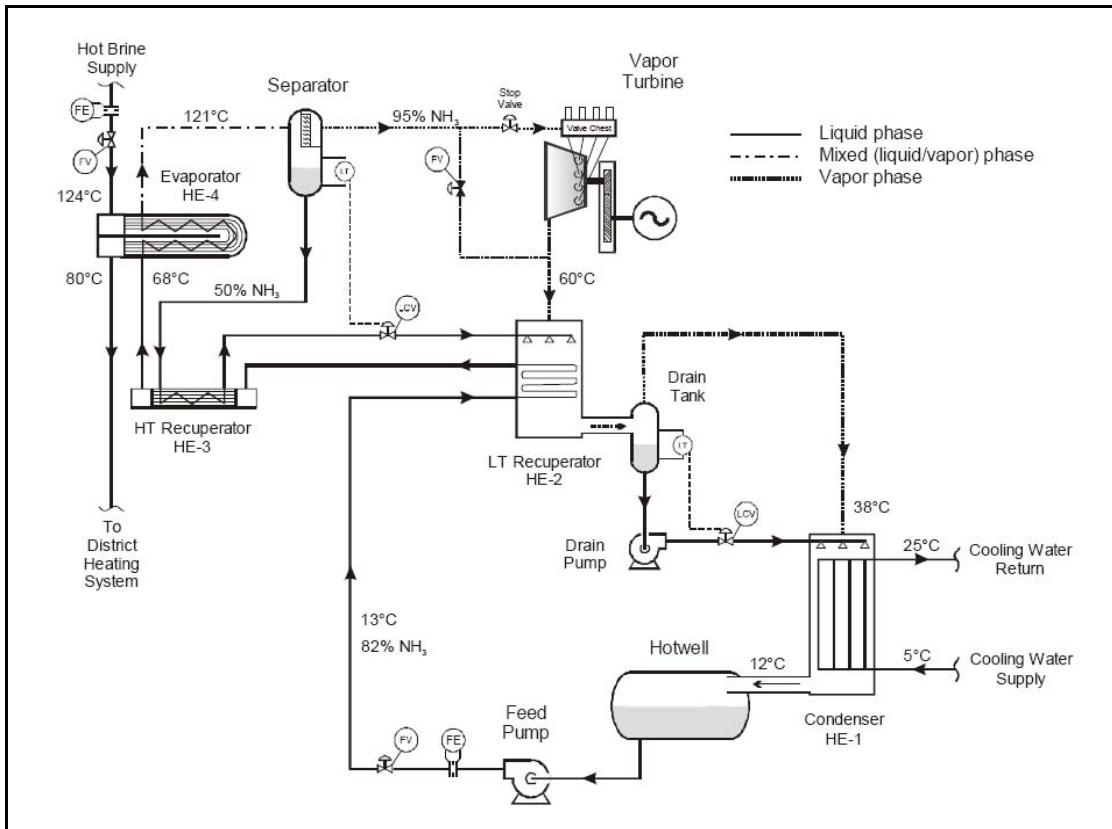 Hot Brine
Supply
FE
FV
124°C
Evaporator
HE-4
121°C
Separator
LT
95% NH₃
FV
Stop
Valve
Valve Chest
Vapor
Turbine
Liquid phase
Mixed (liquid/vapor) phase
Vapor phase
80°C
68°C
50% NH₃
60°C
LCV
HT Recuperator
HE-3
LT Recuperator
HE-2
Drain
Tank
LT
LCV
Drain
Pump
38°C
25°C
Cooling Water
Return
5°C
Cooling Water
Supply
Condenser
HE-1
12°C
Hotwell
To
District
Heating
System
13°C
82% NH₃
Feed
Pump
FV
FE